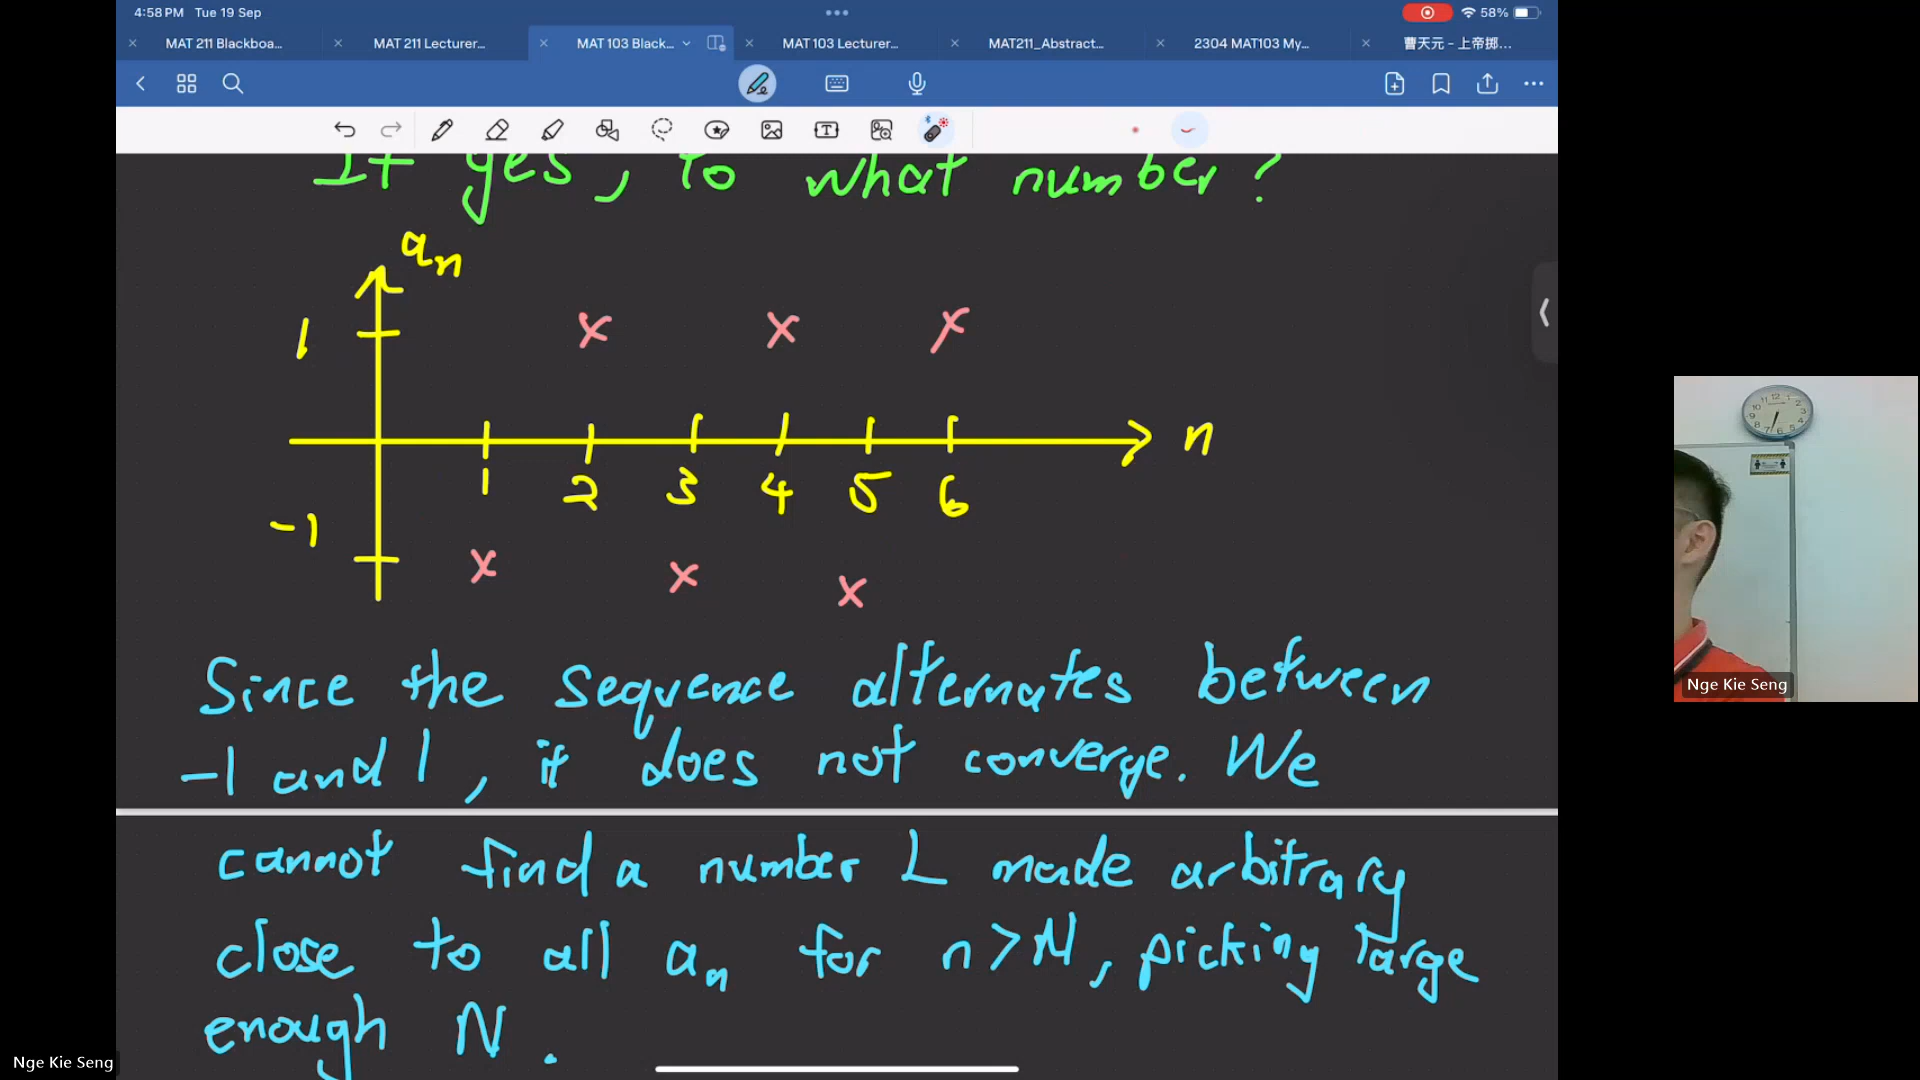 4:58 PM Tue 19 Sep
58%
MAT 211 Blackboa...
MAT 211 Lecturer...
MAT 103 Black...
MAT 103 Lecturer...
MAT211_Abstract...
2304 MAT103 My...
曹天元 - 上帝掷...
If yes, to what number?
an
1
n
1 2 3 4 5 6
-1
Since the sequence alternates between
-1 and 1, it does not converge. We
cannot find a number L made arbitrary
close to all an for n>N, picking large
enough N.
Nge Kie Seng
Nge Kie Seng